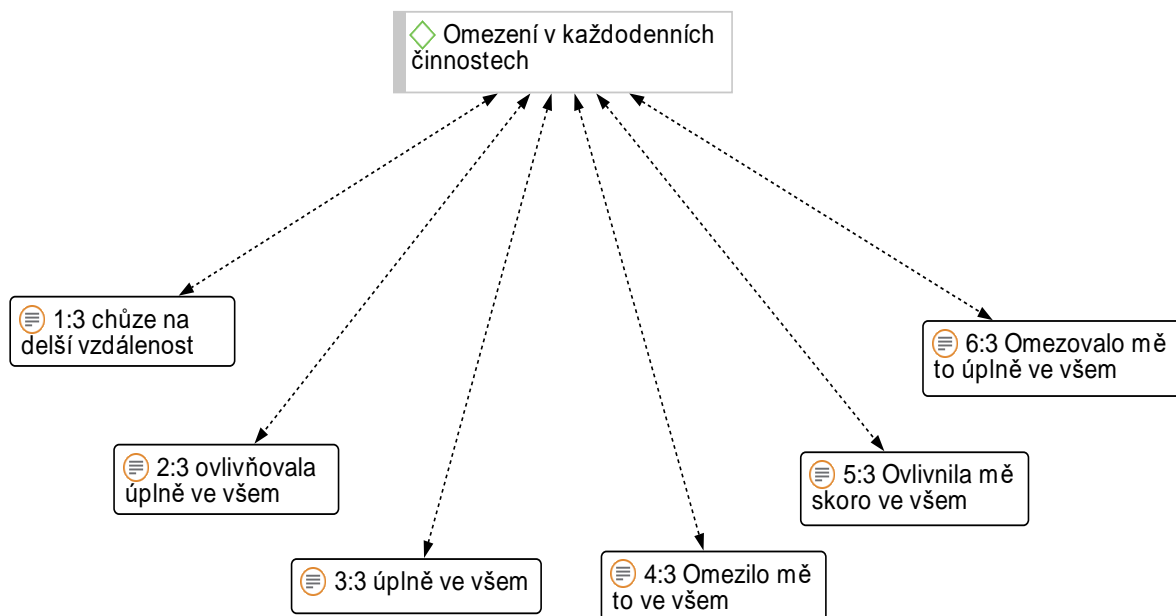 Omezení v každodenních
činnostech
1:3 chůze na
delší vzdálenost
2:3 ovlivňovala
úplně ve všem
3:3 úplně ve všem
4:3 Omezilo mě
to ve všem
5:3 Ovlivnila mě
skoro ve všem
6:3 Omezovalo mě
to úplně ve všem